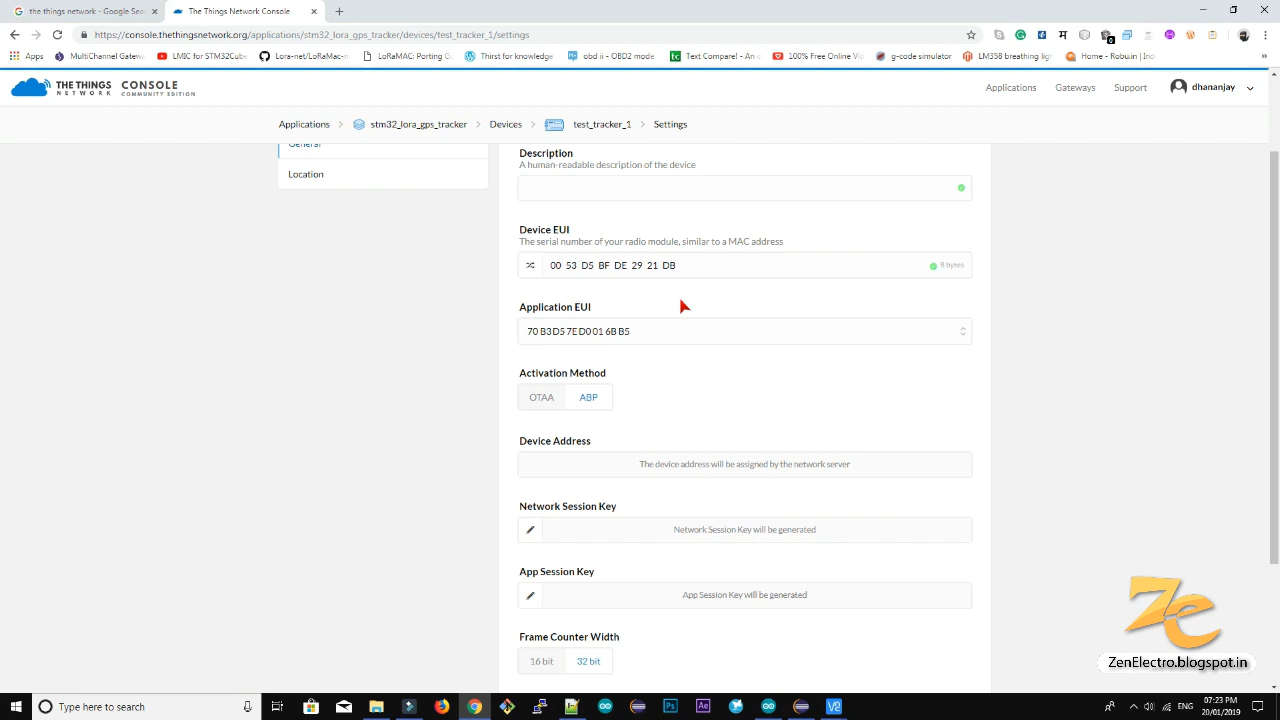 the things network - Google Sea
The Things Network Console
https://console.thethingsnetwork.org/applications/stm32_lora_gps_tracker/devices/test_tracker_1/settings
Apps
MultiChannel Gatew
LMIC for STM32Cube
Lora-net/LoRaMac-n
LoRaMAC: Porting Gu
Thirst for knowledge
obd ii - OBD2 mode
Text Compare! - An o
100% Free Online Vi
g-code simulator
LM358 breathing lig
Home - Robuin | Ind
»
THE THINGS NETWORK
CONSOLE
COMMUNITY EDITION
Applications
Gateways
Support
dhananjay
Applications > stm32_lora_gps_tracker > Devices > test_tracker_1 > Settings
General
Location
Description
A human-readable description of the device
Device EUI
The serial number of your radio module, similar to a MAC address
00 53 D5 BF DE 29 21 DB
8 bytes
Application EUI
70 B3 D5 7E D0 01 6B B5
Activation Method
OTAA
ABP
Device Address
The device address will be assigned by the network server
Network Session Key
Network Session Key will be generated
App Session Key
App Session Key will be generated
Frame Counter Width
16 bit
32 bit
Ze
ZenElectro.blogspot.in
Type here to search
ENG
07:23 PM
20/01/2019